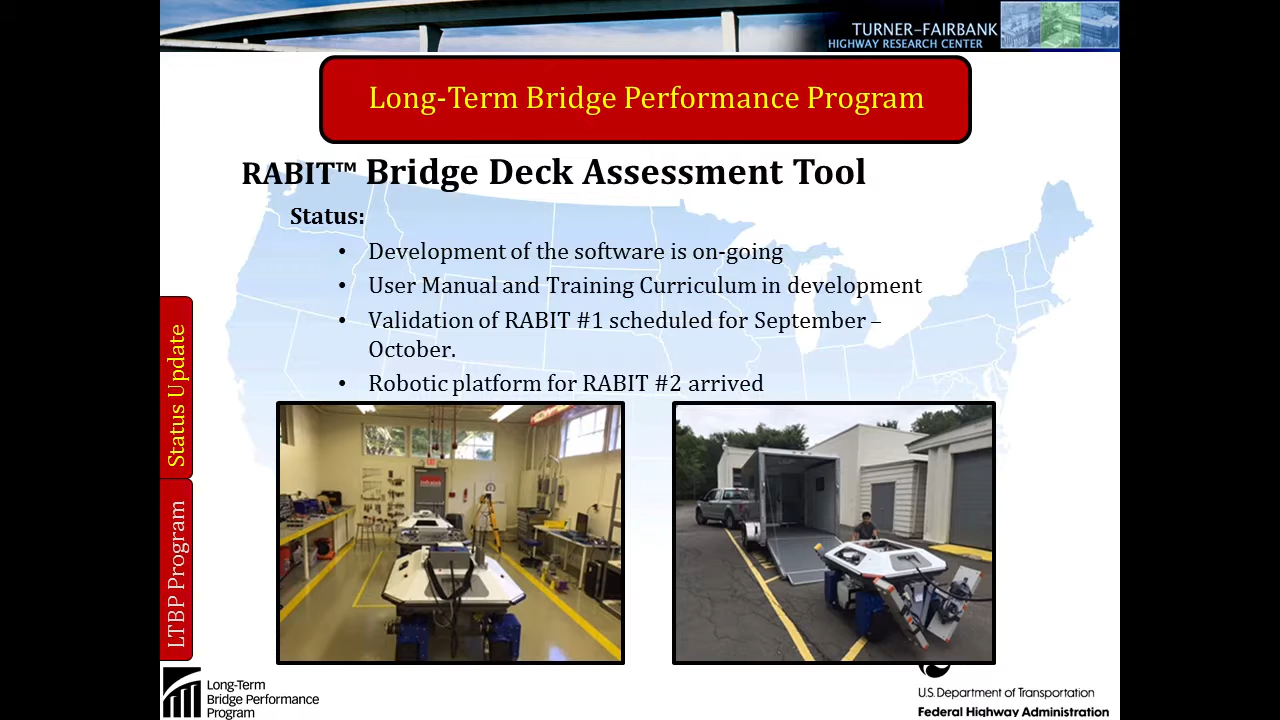 TURNER-FAIRBANK
HIGHWAY RESEARCH CENTER
Long-Term Bridge Performance Program
RABIT™ Bridge Deck Assessment Tool
Status:
• Development of the software is on-going
• User Manual and Training Curriculum in development
• Validation of RABIT #1 scheduled for September –
October.
• Robotic platform for RABIT #2 arrived
Status Update
LTBP Program
Long-Term
Bridge Performance
Program
U.S. Department of Transportation
Federal Highway Administration